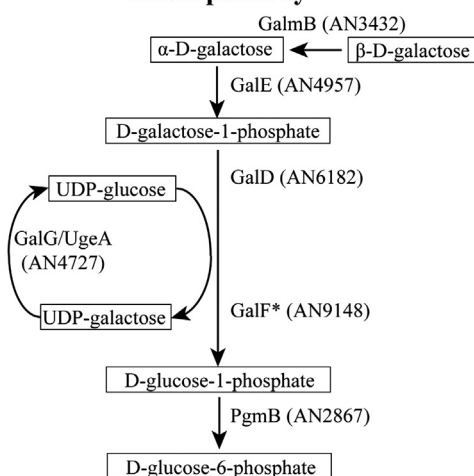 GalmB (AN3432)
α-D-galactose
β-D-galactose
GalE (AN4957)
D-galactose-1-phosphate
GalD (AN6182)
UDP-glucose
GalG/UgeA
(AN4727)
UDP-galactose
GalF* (AN9148)
D-glucose-1-phosphate
PgmB (AN2867)
D-glucose-6-phosphate